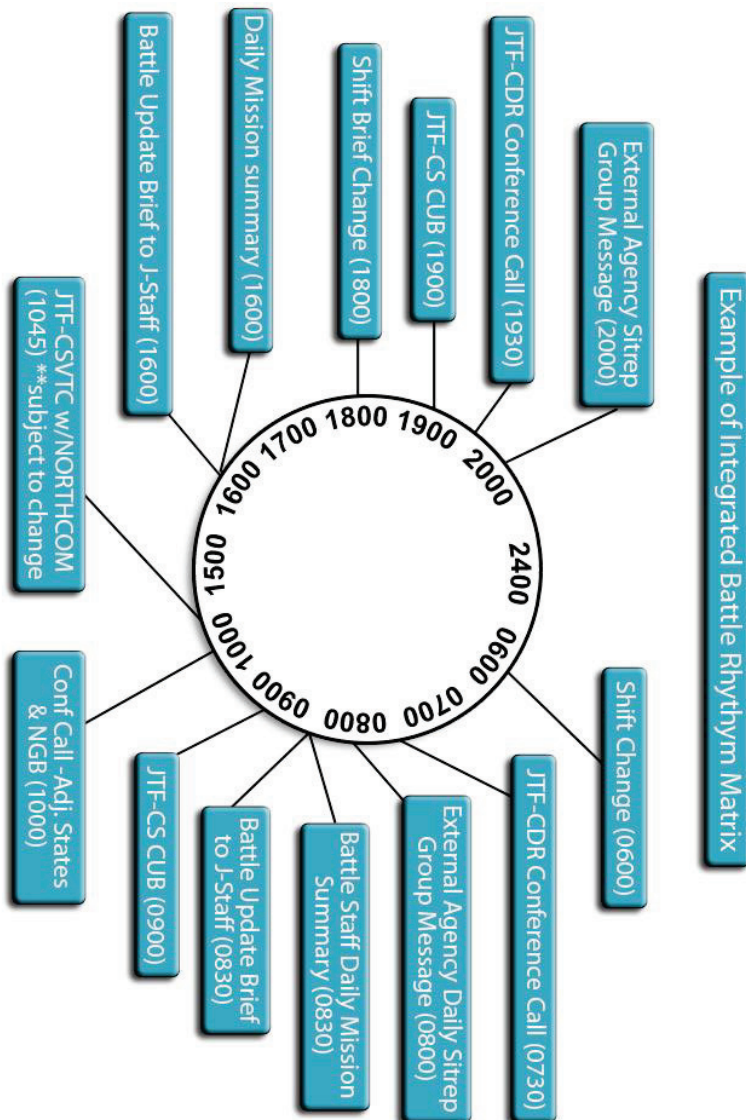 Example of Integrated Battle Rhythym Matrix
External Agency Sitrep
Group Message (2000)
JTF-CDR Conference Call (1930)
JTF-CS CUB (1900)
Shift Brief Change (1800)
Daily Mission summary (1600)
Battle Update Brief to J-Staff (1600)
JTF-CSVTC w/NORTHCOM
(1045) **subject to change
Shift Change (0600)
JTF-CDR Conference Call (0730)
External Agency Daily Sitrep
Group Message (0800)
Battle Staff Daily Mission
Summary (0830)
Battle Update Brief
to J-Staff (0830)
JTF-CS CUB (0900)
Conf Call -Adj. States
& NGB (1000)
2400
0600
0700
0800
0900
1000
1500
1600
1700
1800
1900
2000